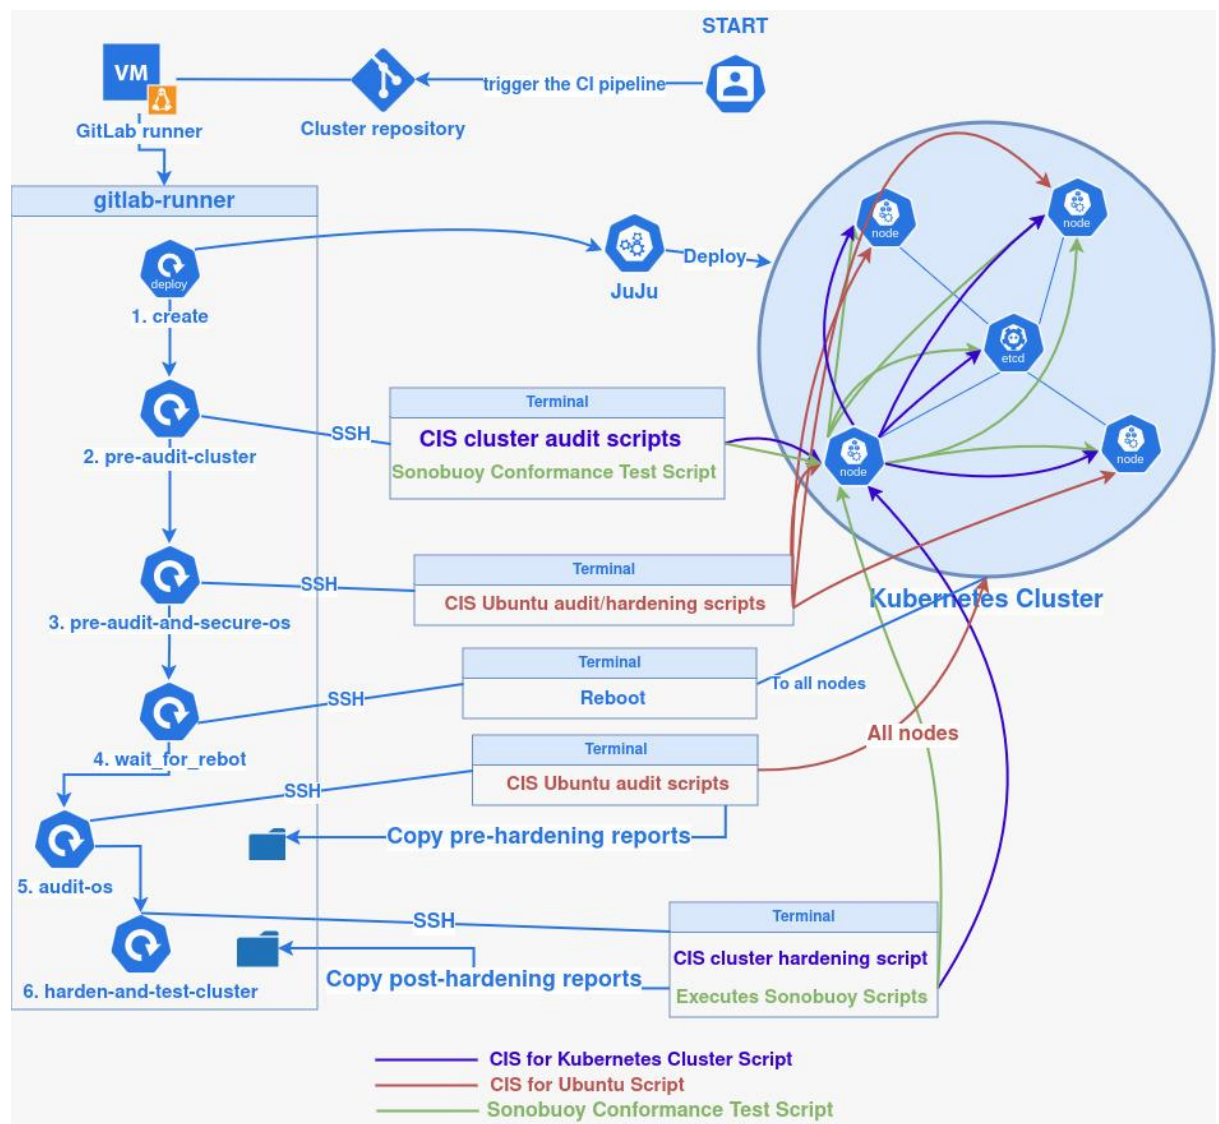 START
VM
trigger the CI pipeline
GitLab runner
Cluster repository
gitlab-runner
node
node
deploy
Deploy
JuJu
1. create
etcd
Terminal
SSH
CIS cluster audit scripts
2. pre-audit-cluster
Sonobuoy Conformance Test Script
node
node
Terminal
SSH
CIS Ubuntu audit/hardening scripts
Kubernetes Cluster
3. pre-audit-and-secure-os
Terminal
To all nodes
SSH
Reboot
All nodes
4. wait_for_rebot
Terminal
SSH
CIS Ubuntu audit scripts
Copy pre-hardening reports
5. audit-os
Terminal
SSH
CIS cluster hardening script
Copy post-hardening reports
6. harden-and-test-cluster
Executes Sonobuoy Scripts
CIS for Kubernetes Cluster Script
CIS for Ubuntu Script
Sonobuoy Conformance Test Script